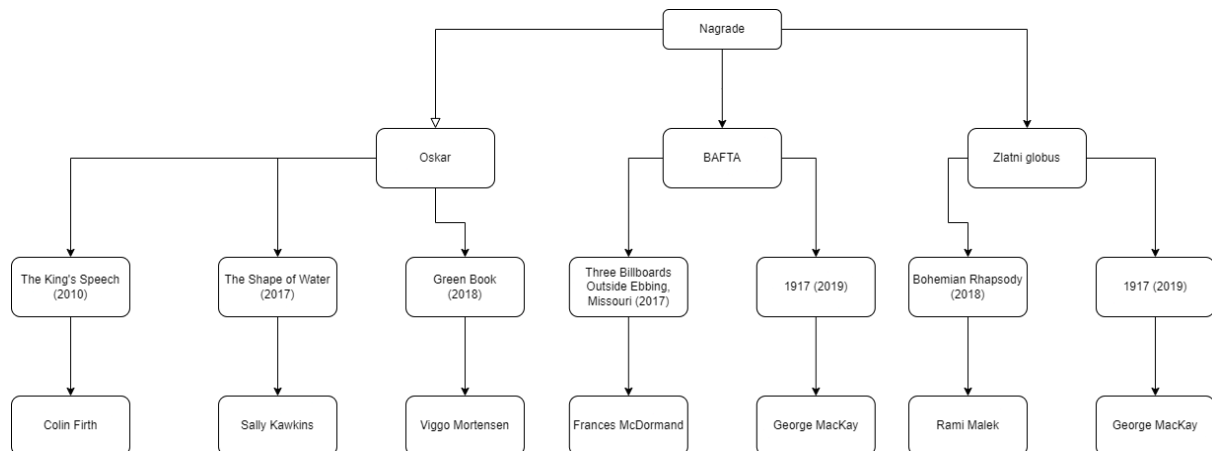 Nagrade
Oskar
BAFTA
Zlatni globus
The King's Speech
(2010)
The Shape of Water
(2017)
Green Book
(2018)
Three Billboards
Outside Ebbing,
Missouri (2017)
1917 (2019)
Bohemian Rhapsody
(2018)
1917 (2019)
Colin Firth
Sally Kawkins
Viggo Mortensen
Frances McDormand
George MacKay
Rami Malek
George MacKay